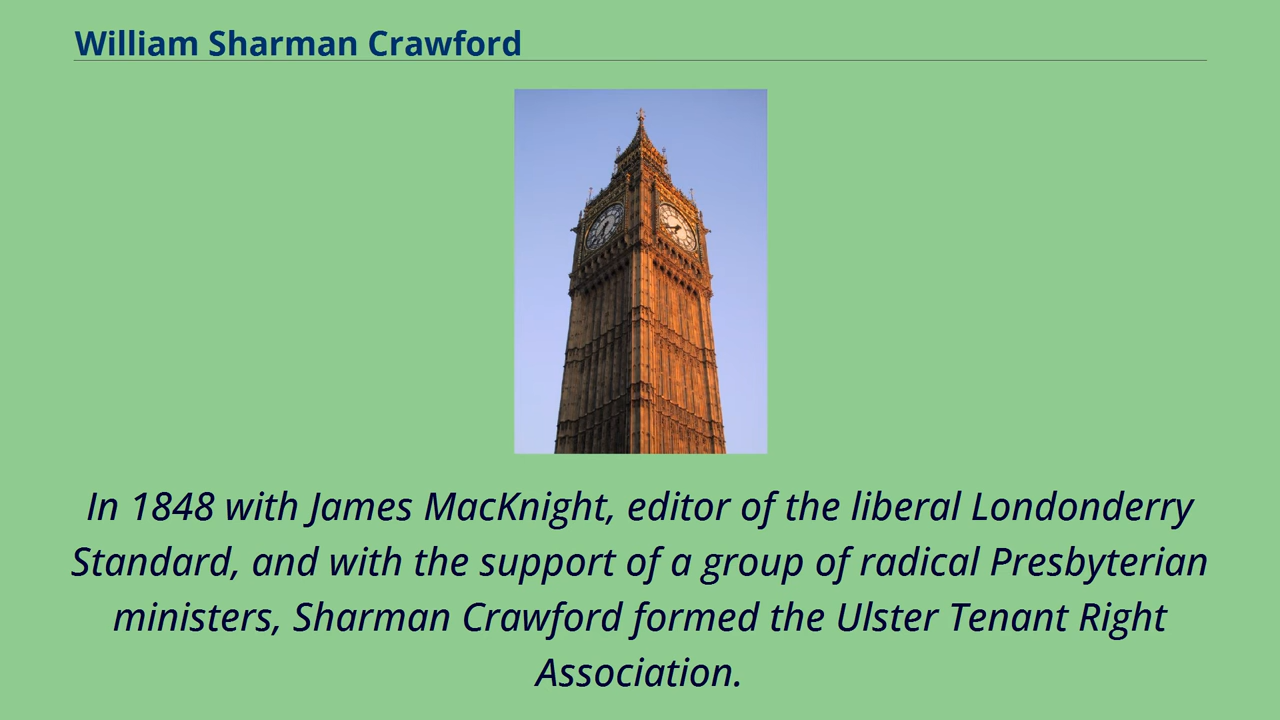 William Sharman Crawford
In 1848 with James MacKnight, editor of the liberal Londonderry
Standard, and with the support of a group of radical Presbyterian
ministers, Sharman Crawford formed the Ulster Tenant Right
Association.